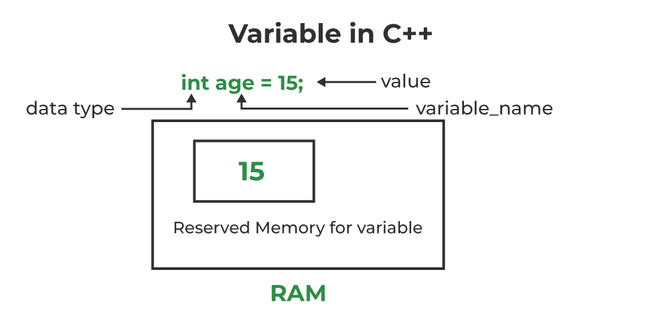 Variable in C++
int age = 15;
value
data type
variable_name
15
Reserved Memory for variable
RAM